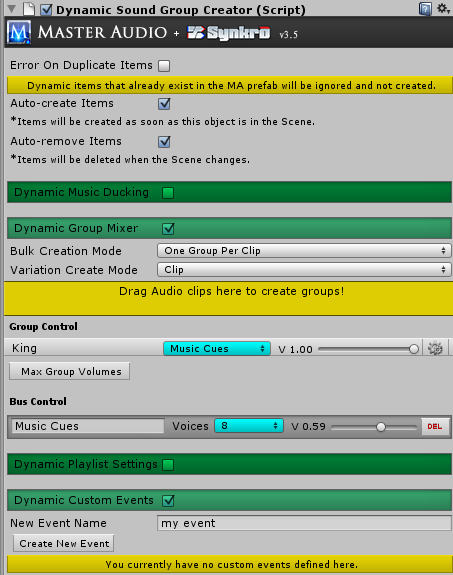 Dynamic Sound Group Creator (Script)
MASTER AUDIO + Synkro v3.5
Error On Duplicate Items
Dynamic items that already exist in the MA prefab will be ignored and not created.
Auto-create Items
*Items will be created as soon as this object is in the Scene.
Auto-remove Items
*Items will be deleted when the Scene changes.
Dynamic Music Ducking
Dynamic Group Mixer
Bulk Creation Mode One Group Per Clip
Variation Create Mode Clip
Drag Audio clips here to create groups!
Group Control
King Music Cues V 1.00
Max Group Volumes
Bus Control
Music Cues Voices 8 V 0.59 DEL
Dynamic Playlist Settings
Dynamic Custom Events
New Event Name my event
Create New Event
You currently have no custom events defined here.